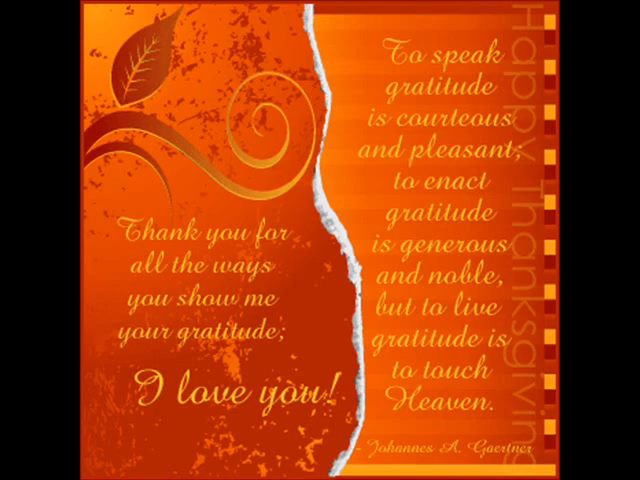 Thank you for
all the ways
you show me
your gratitude;
I love you!
To speak
gratitude
is courteous
and pleasant;
to enact
gratitude
is generous
and noble,
but to live
gratitude is
to touch
Heaven.
- Johannes A. Gaertner
Happy Thanksgiving